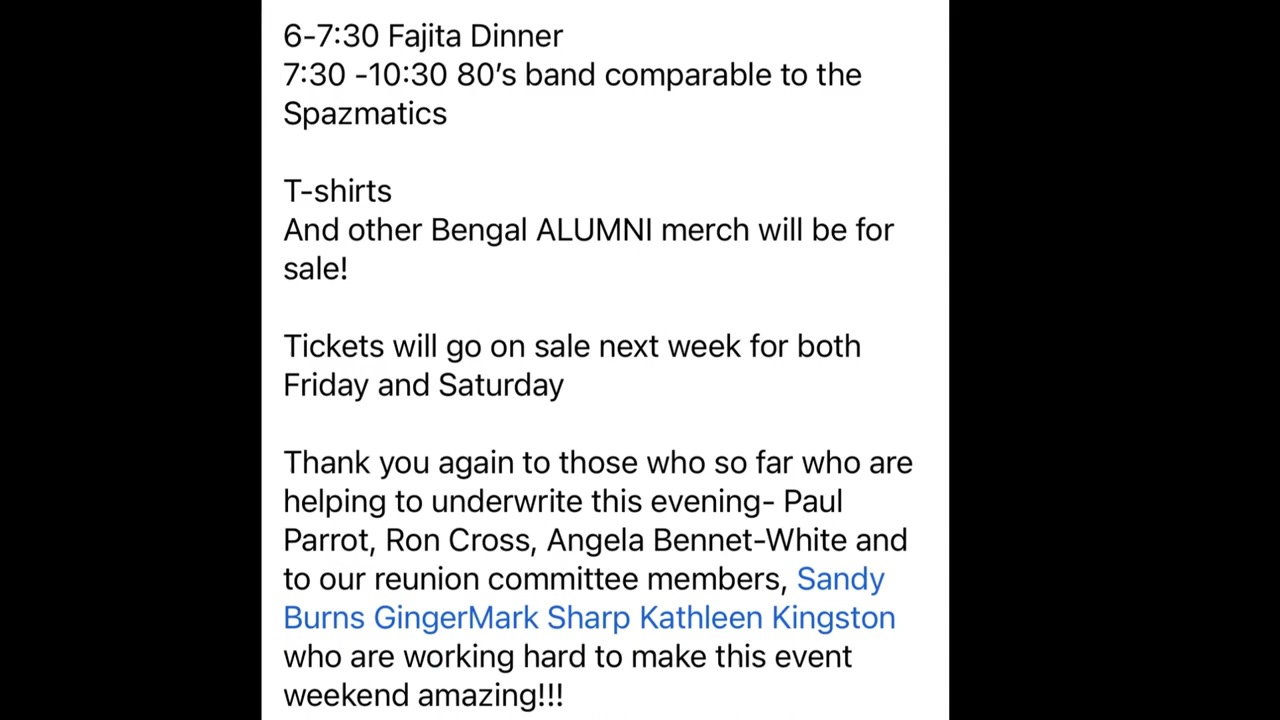 6-7:30 Fajita Dinner
7:30 -10:30 80’s band comparable to the
Spazmatics
T-shirts
And other Bengal ALUMNI merch will be for
sale!
Tickets will go on sale next week for both
Friday and Saturday
Thank you again to those who so far who are
helping to underwrite this evening- Paul
Parrot, Ron Cross, Angela Bennet-White and
to our reunion committee members, Sandy
Burns GingerMark Sharp Kathleen Kingston
who are working hard to make this event
weekend amazing!!!